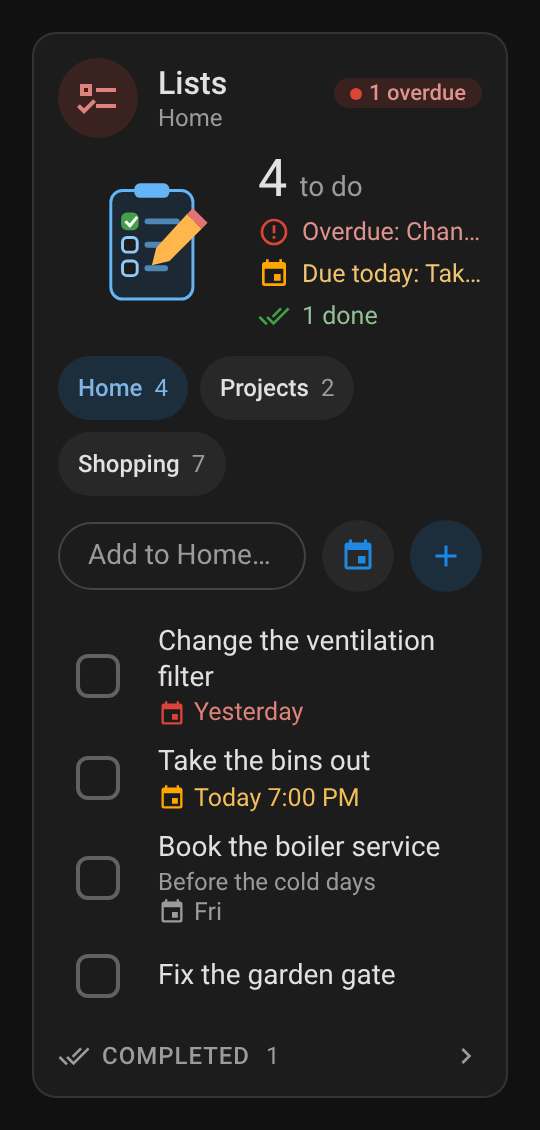 Lists
Home
1 overdue
4 to do
Overdue: Chan…
Due today: Tak…
1 done
Home 4
Projects 2
Shopping 7
Add to Home…
Change the ventilation
filter
Yesterday
Take the bins out
Today 7:00 PM
Book the boiler service
Before the cold days
Fri
Fix the garden gate
COMPLETED 1